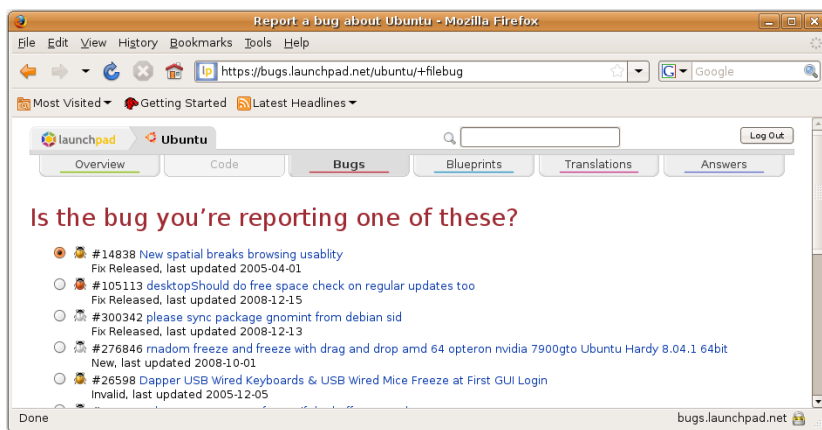 Report a bug about Ubuntu - Mozilla Firefox
File Edit View History Bookmarks Tools Help
lp https://bugs.launchpad.net/ubuntu/+filebug G Google
Most Visited Getting Started Latest Headlines
launchpad Ubuntu Log Out
Overview Code Bugs Blueprints Translations Answers
Is the bug you're reporting one of these?
#14838 New spatial breaks browsing usablity
Fix Released, last updated 2005-04-01
#105113 desktopShould do free space check on regular updates too
Fix Released, last updated 2008-12-15
#300342 please sync package gnomint from debian sid
Fix Released, last updated 2008-12-13
#276846 rnadom freeze and freeze with drag and drop amd 64 opteron nvidia 7900gto Ubuntu Hardy 8.04.1 64bit
New, last updated 2008-10-01
#26598 Dapper USB Wired Keyboards & USB Wired Mice Freeze at First GUI Login
Invalid, last updated 2005-12-05
Done bugs.launchpad.net